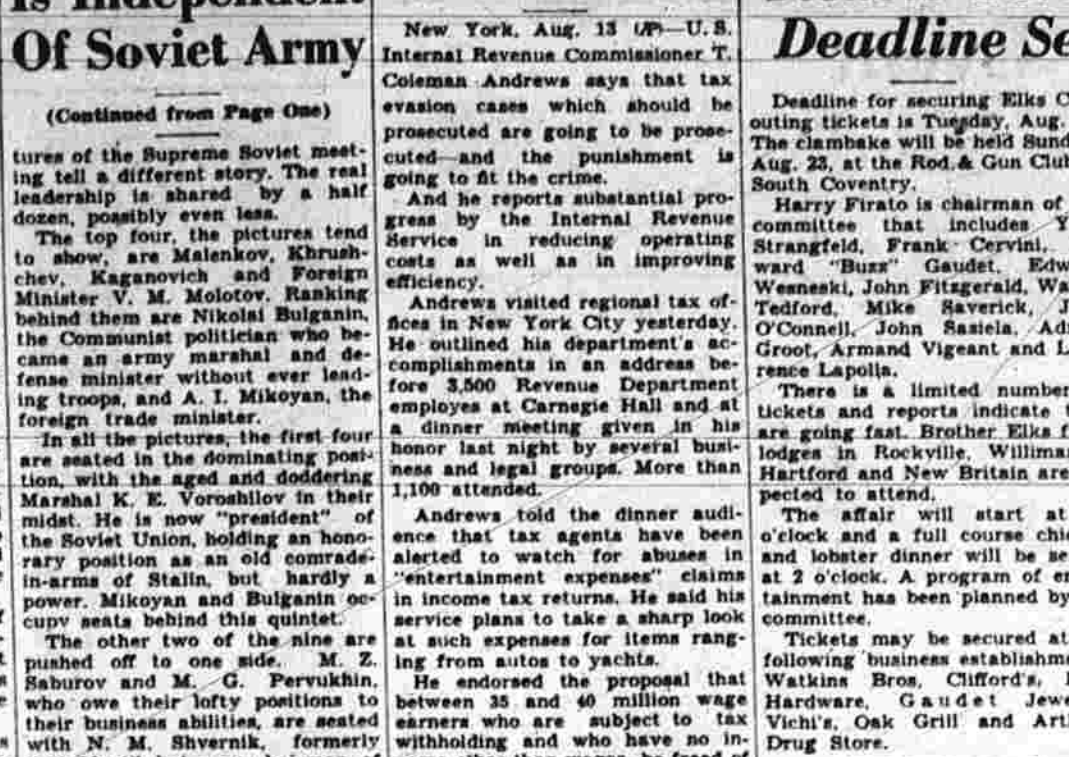 Is Independent
Of Soviet Army
(Continued from Page One)
tures of the Supreme Soviet meet-
ing tell a different story. The real
leadership is shared by a half
dozen, possibly even less.
The top four, the pictures tend
to show, are Malenkov, Khrush-
chev, Kaganovich and Foreign
Minister V. M. Molotov. Ranking
behind them are Nikolai Bulganin,
the Communist politician who be-
came an army marshal and de-
fense minister without ever lead-
ing troops, and A. I. Mikoyan, the
foreign trade minister.
In all the pictures, the first four
are seated in the dominating posi-
tion, with the aged and doddering
Marshal K. E. Voroshilov in their
midst. He is now "president" of
the Soviet Union, holding an hono-
rary position as an old comrade-
in-arms of Stalin, but hardly a
power. Mikoyan and Bulganin oc-
cupy seats behind this quintet.
The other two of the nine are
pushed off to one side. M. Z.
Saburov and M. G. Pervukhin,
who owe their lofty positions to
their business abilities, are seated
with N. M. Shvernik, formerly
New York, Aug. 13 (AP)—U. S.
Internal Revenue Commissioner T.
Coleman Andrews says that tax
evasion cases which should be
prosecuted are going to be prose-
cuted—and the punishment is
going to fit the crime.
And he reports substantial pro-
gress by the Internal Revenue
Service in reducing operating
costs as well as in improving
efficiency.
Andrews visited regional tax of-
fices in New York City yesterday.
He outlined his department's ac-
complishments in an address be-
fore 3,500 Revenue Department
employes at Carnegie Hall and at
a dinner meeting given in his
honor last night by several busi-
ness and legal groups. More than
1,100 attended.
Andrews told the dinner audi-
ence that tax agents have been
alerted to watch for abuses in
"entertainment expenses" claims
in income tax returns. He said his
service plans to take a sharp look
at such expenses for items rang-
ing from autos to yachts.
He endorsed the proposal that
between 35 and 40 million wage
earners who are subject to tax
withholding and who have no in-
Deadline Se
Deadline for securing Elks C
outing tickets is Tuesday, Aug.
The clambake will be held Sund
Aug. 23, at the Rod & Gun Club
South Coventry.
Harry Firato is chairman of
committee that includes Y
Strangfeld, Frank Cervini,
ward "Buzz" Gaudet, Edw
Wesneski, John Fitzgerald, Wa
Tedford, Mike Saverick, J
O'Connell, John Sasiela, Ad
Groot, Armand Vigeant and L
rence Lapolla.
There is a limited number
tickets and reports indicate t
are going fast. Brother Elks f
lodges in Rockville, Willima
Hartford and New Britain are
pected to attend.
The affair will start at
o'clock and a full course chi
and lobster dinner will be se
at 2 o'clock. A program of en
tainment has been planned by
committee.
Tickets may be secured at
following business establishme
Watkins Bros, Clifford's,
Hardware, Gaudet Jewe
Vichi's, Oak Grill and Art
Drug Store.